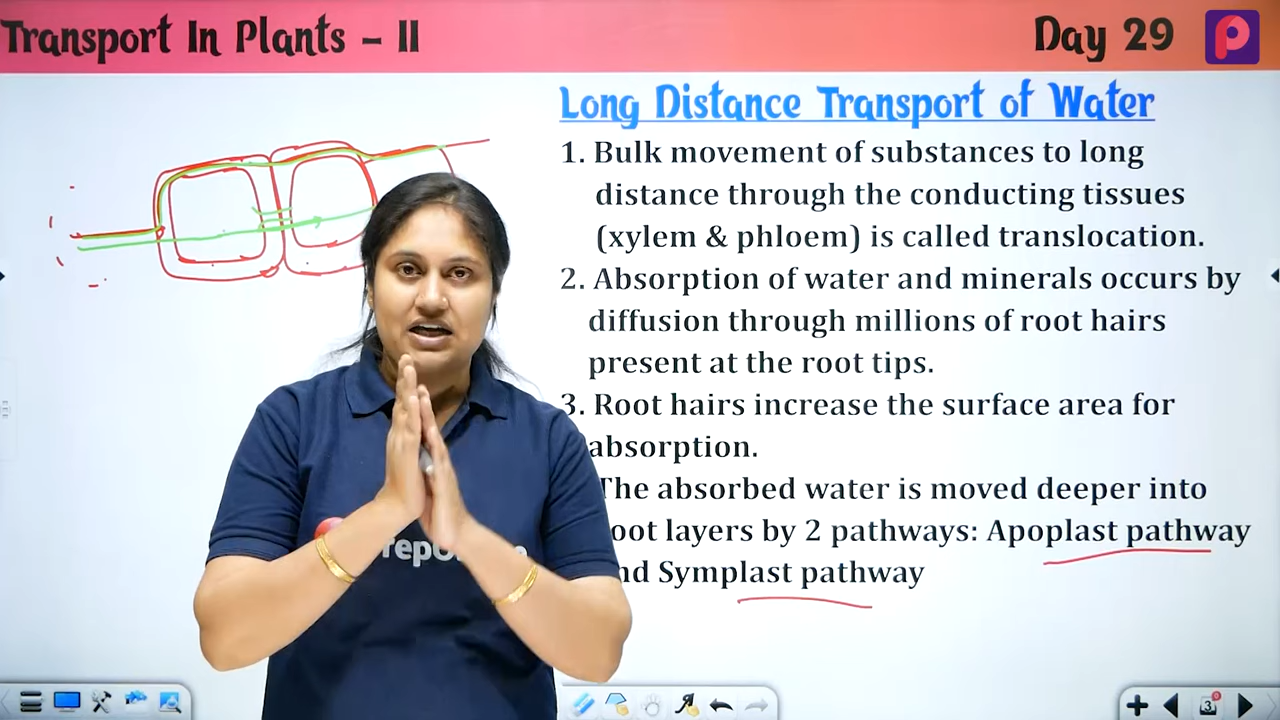 Transport In Plants – II
Day 29
Long Distance Transport of Water
1. Bulk movement of substances to long
distance through the conducting tissues
(xylem & phloem) is called translocation.
2. Absorption of water and minerals occurs by
diffusion through millions of root hairs
present at the root tips.
3. Root hairs increase the surface area for
absorption.
The absorbed water is moved deeper into
root layers by 2 pathways: Apoplast pathway
and Symplast pathway
3